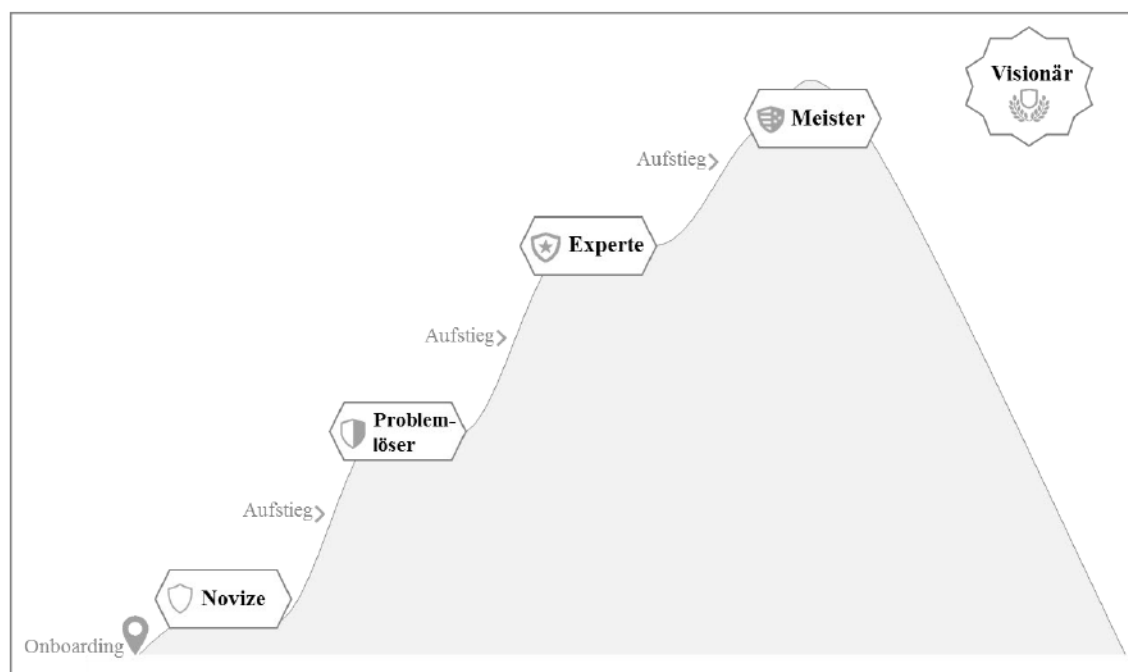 Visionär
Meister
Aufstieg
Experte
Aufstieg
Problem-
löser
Aufstieg
Novize
Onboarding